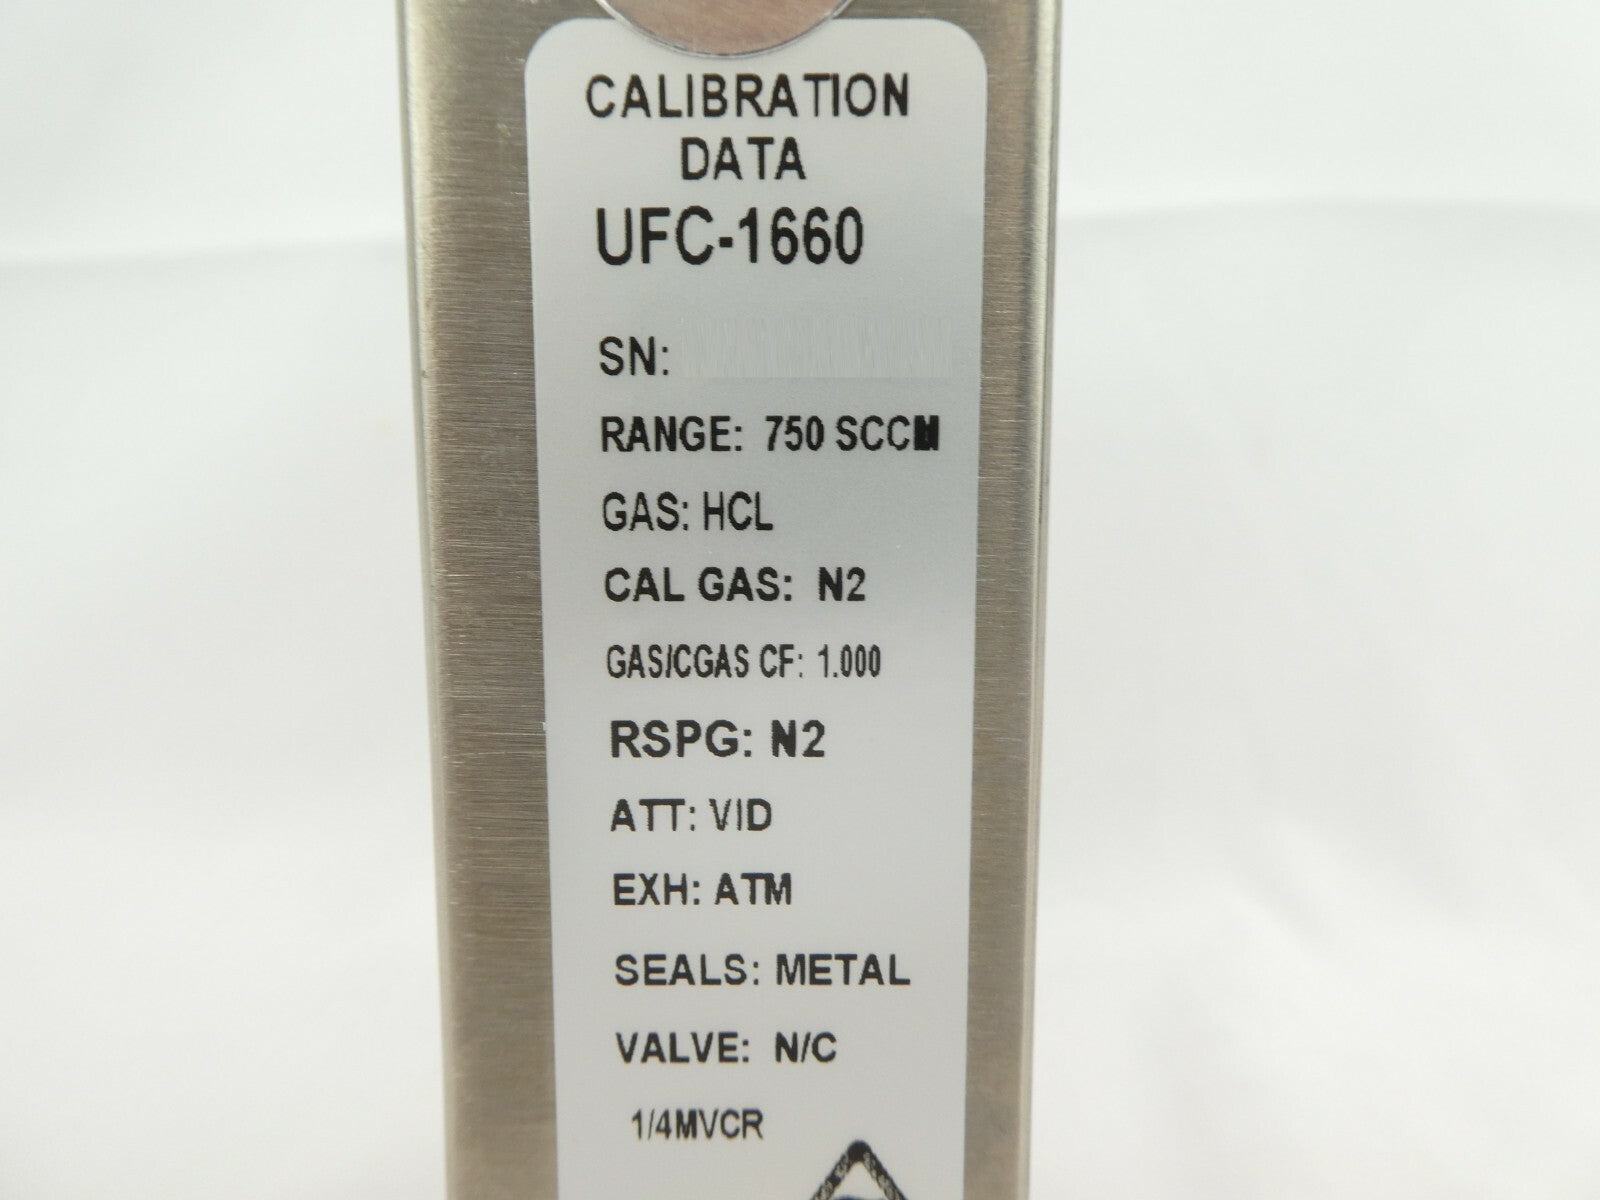 CALIBRATION
DATA
UFC-1660
SN:
RANGE: 750 SCCM
GAS: HCL
CAL GAS: N2
GAS/CGAS CF: 1.000
RSPG: N2
ATT: VID
EXH: ATM
SEALS: METAL
VALVE: N/C
1/4MVCR